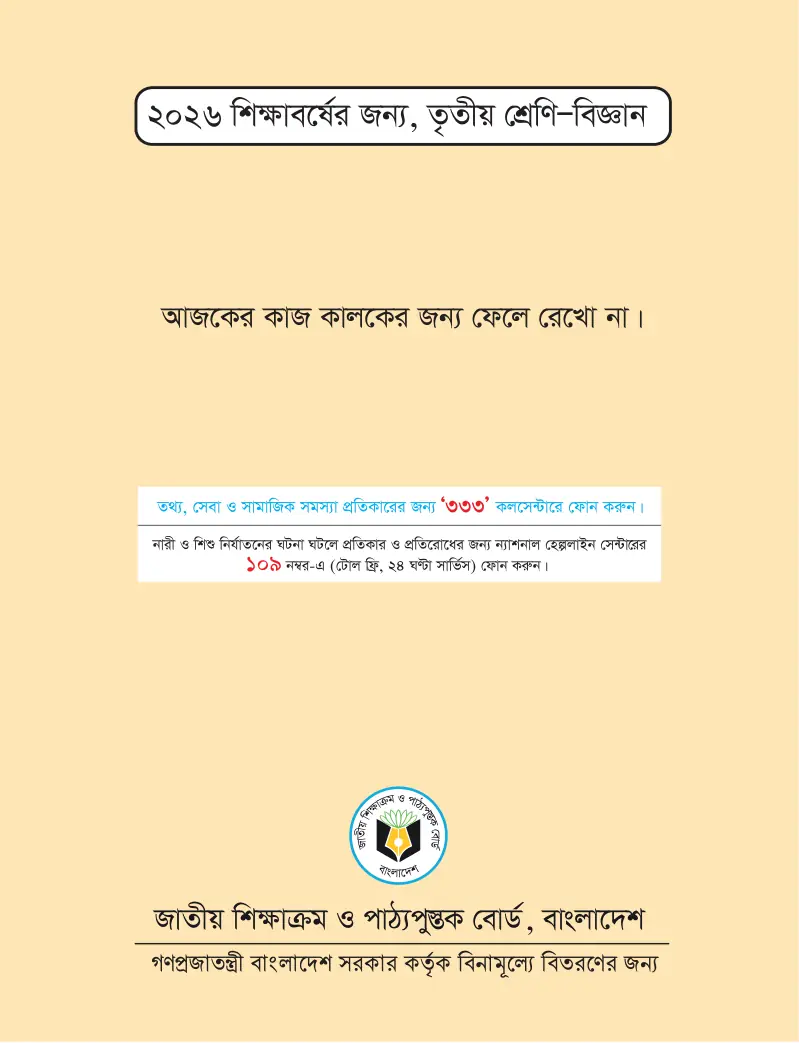 ২০২৬ শিক্ষাবর্ষের জন্য, তৃতীয় শ্রেণি-বিজ্ঞান
আজকের কাজ কালকের জন্য ফেলে রেখো না।
তথ্য, সেবা ও সামাজিক সমস্যা প্রতিকারের জন্য ‘৩৩৩’ কলসেন্টারে ফোন করুন।
নারী ও শিশু নির্যাতনের ঘটনা ঘটলে প্রতিকার ও প্রতিরোধের জন্য ন্যাশনাল হেল্পলাইন সেন্টারের
১০৯ নম্বর-এ (টোল ফ্রি, ২৪ ঘণ্টা সার্ভিস) ফোন করুন।
জাতীয় শিক্ষাক্রম ও পাঠ্যপুস্তক বোর্ড
বাংলাদেশ
জাতীয় শিক্ষাক্রম ও পাঠ্যপুস্তক বোর্ড, বাংলাদেশ
গণপ্রজাতন্ত্রী বাংলাদেশ সরকার কর্তৃক বিনামূল্যে বিতরণের জন্য